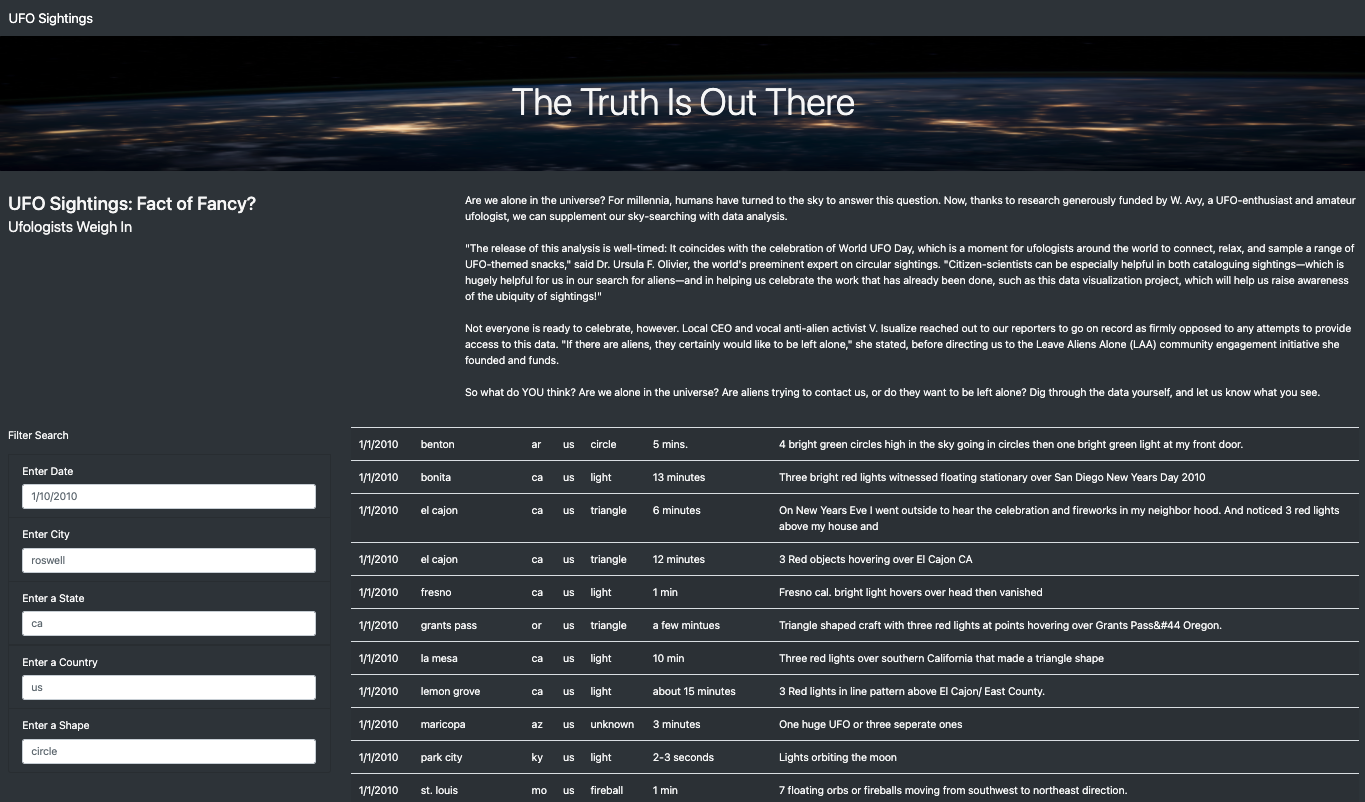 UFO Sightings
The Truth Is Out There
UFO Sightings: Fact of Fancy?
Ufologists Weigh In
Are we alone in the universe? For millennia, humans have turned to the sky to answer this question. Now, thanks to research generously funded by W. Avy, a UFO-enthusiast and amateur
ufologist, we can supplement our sky-searching with data analysis.
"The release of this analysis is well-timed: It coincides with the celebration of World UFO Day, which is a moment for ufologists around the world to connect, relax, and sample a range of
UFO-themed snacks," said Dr. Ursula F. Olivier, the world's preeminent expert on circular sightings. "Citizen-scientists can be especially helpful in both cataloguing sightings—which is
hugely helpful for us in our search for aliens—and in helping us celebrate the work that has already been done, such as this data visualization project, which will help us raise awareness
of the ubiquity of sightings!"
Not everyone is ready to celebrate, however. Local CEO and vocal anti-alien activist V. Isualize reached out to our reporters to go on record as firmly opposed to any attempts to provide
access to this data. "If there are aliens, they certainly would like to be left alone," she stated, before directing us to the Leave Aliens Alone (LAA) community engagement initiative she
founded and funds.
So what do YOU think? Are we alone in the universe? Are aliens trying to contact us, or do they want to be left alone? Dig through the data yourself, and let us know what you see.
Filter Search
Enter Date
1/10/2010
Enter City
roswell
Enter a State
ca
Enter a Country
us
Enter a Shape
circle
1/1/2010 benton ar us circle 5 mins. 4 bright green circles high in the sky going in circles then one bright green light at my front door.
1/1/2010 bonita ca us light 13 minutes Three bright red lights witnessed floating stationary over San Diego New Years Day 2010
1/1/2010 el cajon ca us triangle 6 minutes On New Years Eve I went outside to hear the celebration and fireworks in my neighbor hood. And noticed 3 red lights
above my house and
1/1/2010 el cajon ca us triangle 12 minutes 3 Red objects hovering over El Cajon CA
1/1/2010 fresno ca us light 1 min Fresno cal. bright light hovers over head then vanished
1/1/2010 grants pass or us triangle a few mintues Triangle shaped craft with three red lights at points hovering over Grants Pass&#44 Oregon.
1/1/2010 la mesa ca us light 10 min Three red lights over southern California that made a triangle shape
1/1/2010 lemon grove ca us light about 15 minutes 3 Red lights in line pattern above El Cajon/ East County.
1/1/2010 maricopa az us unknown 3 minutes One huge UFO or three seperate ones
1/1/2010 park city ky us light 2-3 seconds Lights orbiting the moon
1/1/2010 st. louis mo us fireball 1 min 7 floating orbs or fireballs moving from southwest to northeast direction.